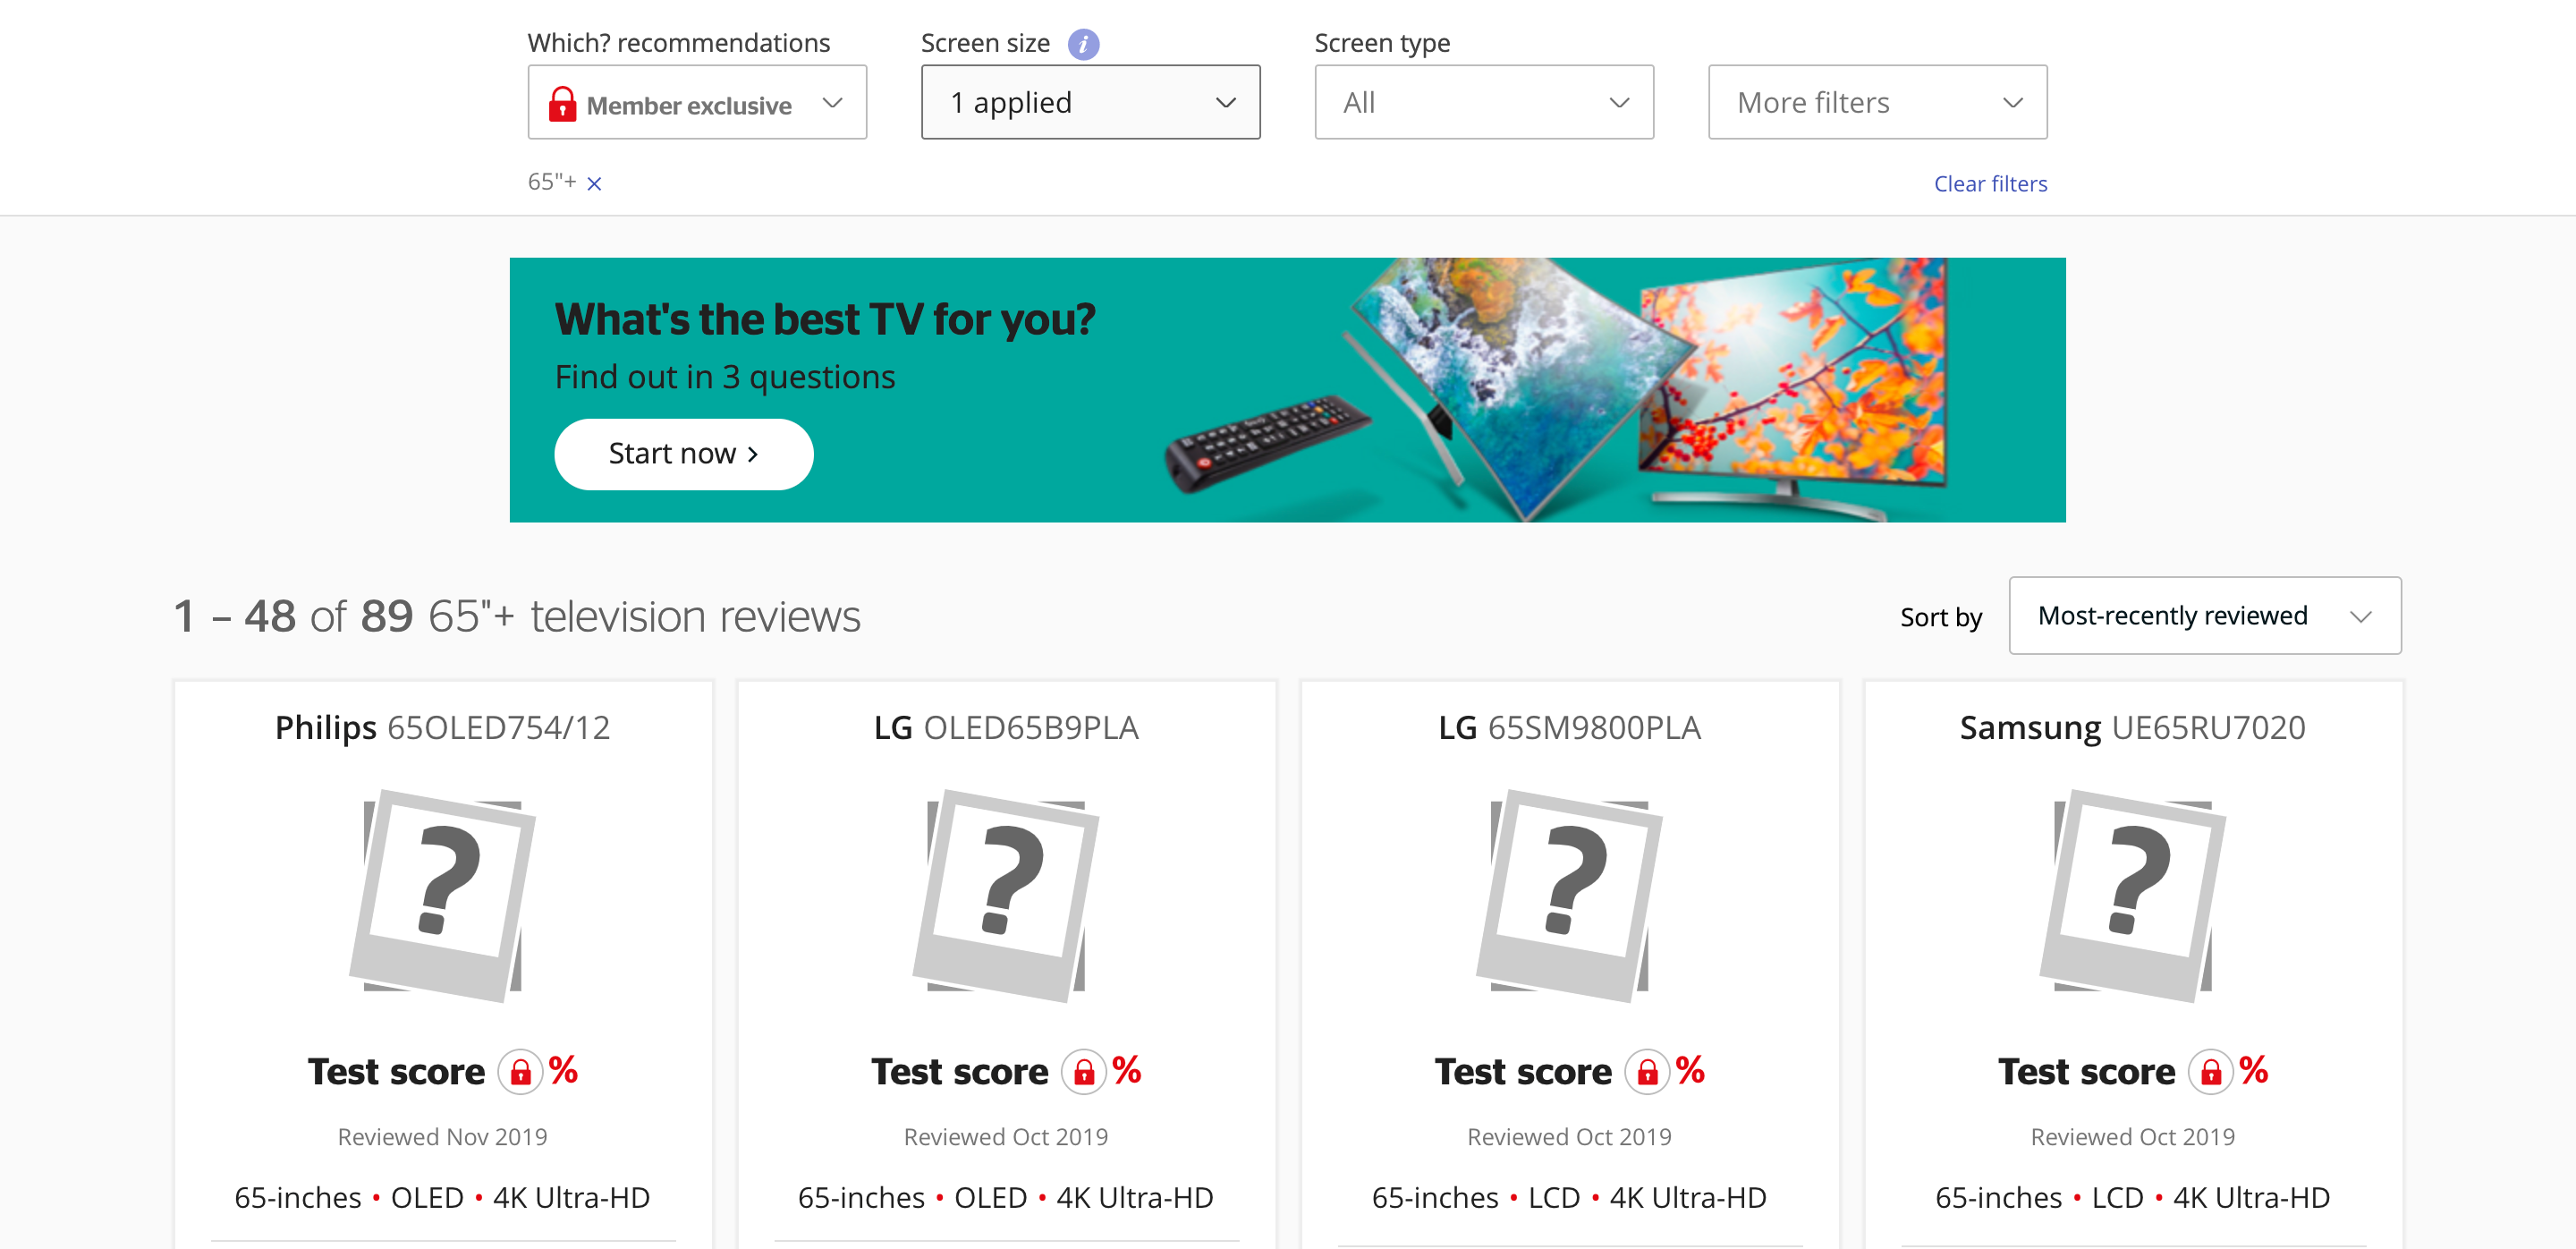 Which? recommendations
Screen size i
Screen type
Member exclusive
1 applied
All
More filters
65"+ ×
Clear filters
What's the best TV for you?
Find out in 3 questions
Start now >
1 – 48 of 89 65"+ television reviews
Sort by
Most-recently reviewed
Philips 65OLED754/12
?
Test score %
Reviewed Nov 2019
65-inches • OLED • 4K Ultra-HD
LG OLED65B9PLA
?
Test score %
Reviewed Oct 2019
65-inches • OLED • 4K Ultra-HD
LG 65SM9800PLA
?
Test score %
Reviewed Oct 2019
65-inches • LCD • 4K Ultra-HD
Samsung UE65RU7020
?
Test score %
Reviewed Oct 2019
65-inches • LCD • 4K Ultra-HD